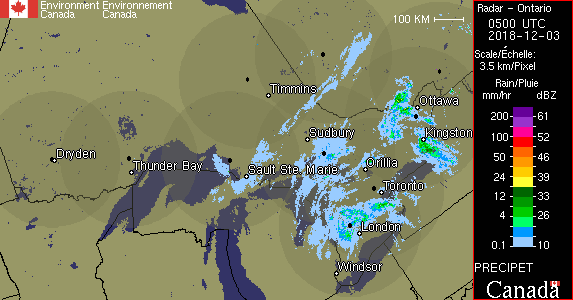 Environment Environnement
Canada Canada
100 KM
Timmins
Ottawa
Sudbury
Kingston
Dryden
Thunder Bay
Sault Ste. Marie
Orillia
Toronto
London
Windsor
Radar - Ontario
0500 UTC
2018-12-03
Scale/Échelle:
3.5 km/Pixel
Rain/Pluie
mm/hr dBZ
200 61
100 52
50 46
24 39
12 33
4 26
1 20
0.1 10
PRECIPET
Canada